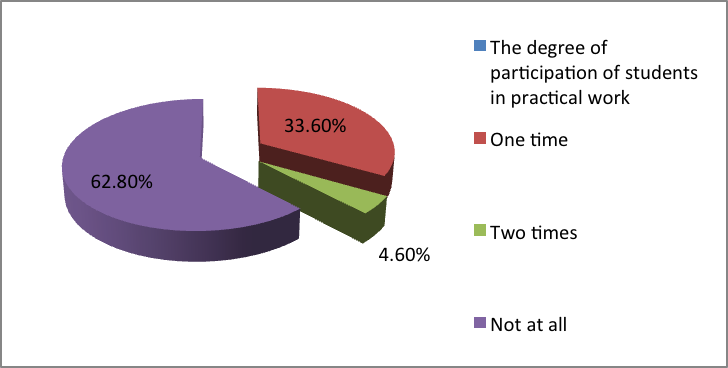 The degree of
participation of students
in practical work
33.60%
One time
62.80%
Two times
4.60%
Not at all